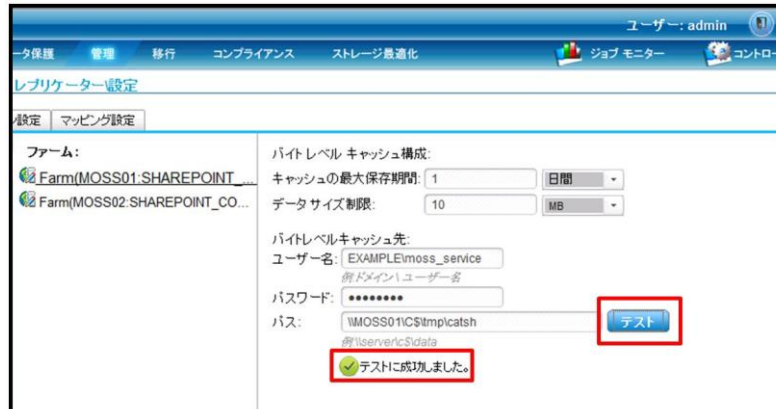 ユーザー: admin
ータ保護 管理 移行 コンプライアンス ストレージ最適化 ジョブ モニター コントロー
レプリケーター\設定
設定 マッピング設定
ファーム:
Farm(MOSS01:SHAREPOINT_...
Farm(MOSS02:SHAREPOINT_CO...
バイトレベル キャッシュ構成:
キャッシュの最大保存期間: 1 日間
データ サイズ制限: 10 MB
バイトレベルキャッシュ先:
ユーザー名: EXAMPLE\moss_service
例ドメイン\ユーザー名
パスワード: ●●●●●●●●
パス: \\MOSS01\C$\tmp\catsh テスト
例:\\server\c$\data
テストに成功しました。